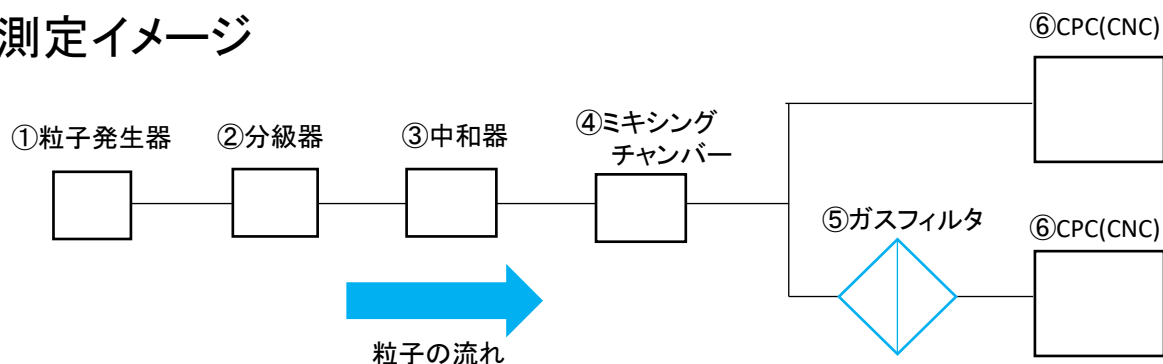 測定イメージ
⑥CPC(CNC)
①粒子発生器
②分級器
③中和器
④ミキシング
チャンバー
⑤ガスフィルタ
⑥CPC(CNC)
粒子の流れ